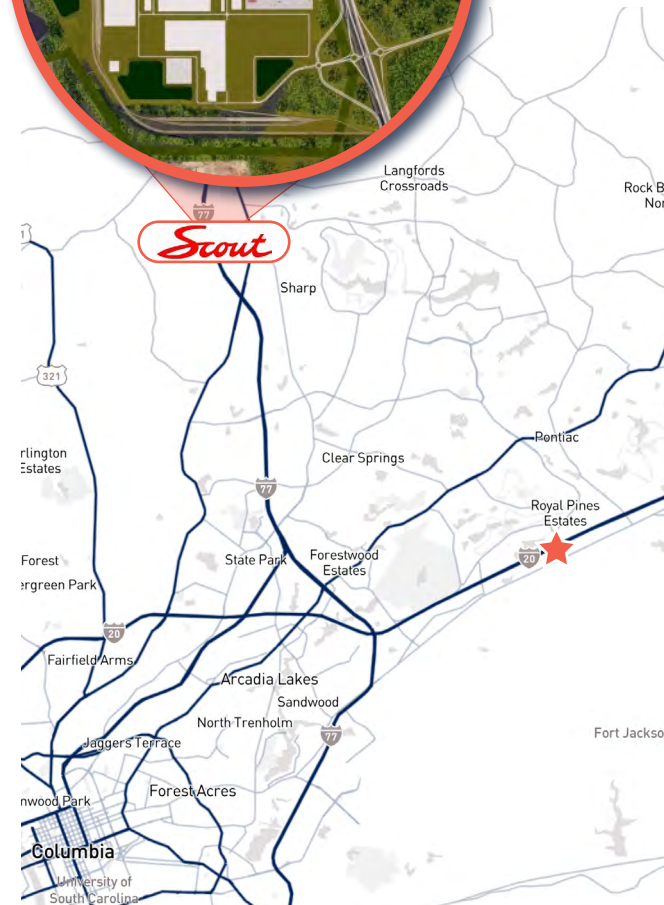 Langfords
Crossroads
Rock B
Nor
77
1
Scout
Sharp
321
Pontiac
rlington
Estates
Clear Springs
77
Royal Pines
Estates
Forest
State Park
Forestwood
Estates
20
ergreen Park
20
Fairfield Arms
Arcadia Lakes
Sandwood
North Trenholm
77
Fort Jackso
Jaggers Terrace
nwood Park
Forest Acres
Columbia
University of
South Carolina